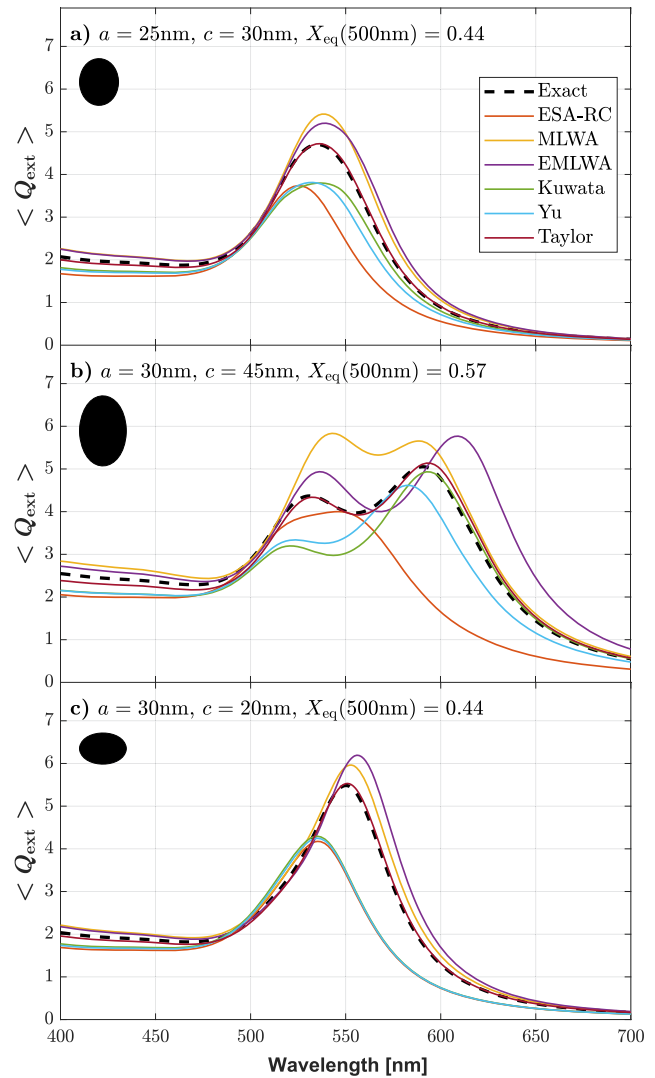 a) a = 25nm, c = 30nm, X_eq(500nm) = 0.44
7
6
5
4
3
2
1
0
< Q_ext >
Exact
ESA-RC
MLWA
EMLWA
Kuwata
Yu
Taylor
b) a = 30nm, c = 45nm, X_eq(500nm) = 0.57
7
6
5
4
3
2
1
0
< Q_ext >
c) a = 30nm, c = 20nm, X_eq(500nm) = 0.44
7
6
5
4
3
2
1
0
< Q_ext >
400 450 500 550 600 650 700
Wavelength [nm]